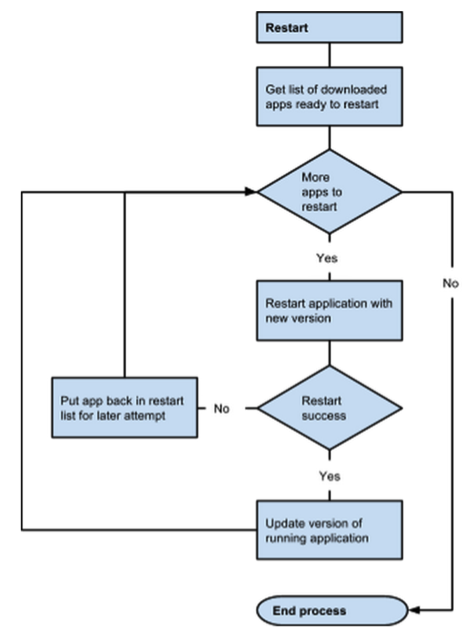 Restart
Get list of downloaded
apps ready to restart
More
apps to
restart
Yes
No
Restart application with
new version
Put app back in restart
list for later attempt
No
Restart
success
Yes
Update version of
running application
End process